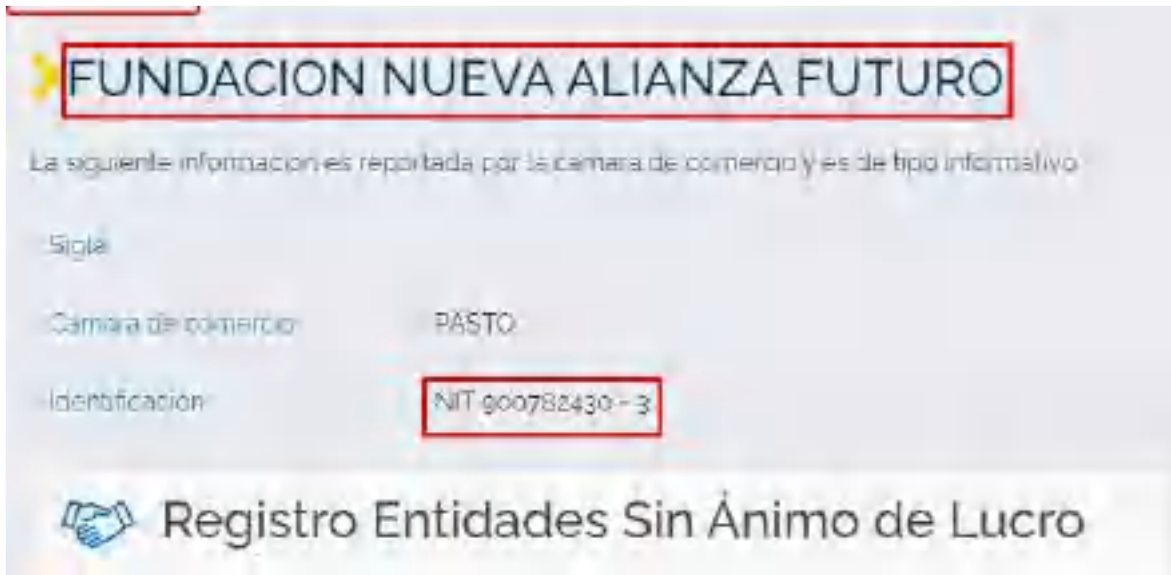 FUNDACION NUEVA ALIANZA FUTURO
La siguiente informacion es reportada por la camara de comercio y es de tipo informativo
Sigla
Camara de comercio PASTO
Identificación NIT 900782430 - 3
Registro Entidades Sin Ánimo de Lucro